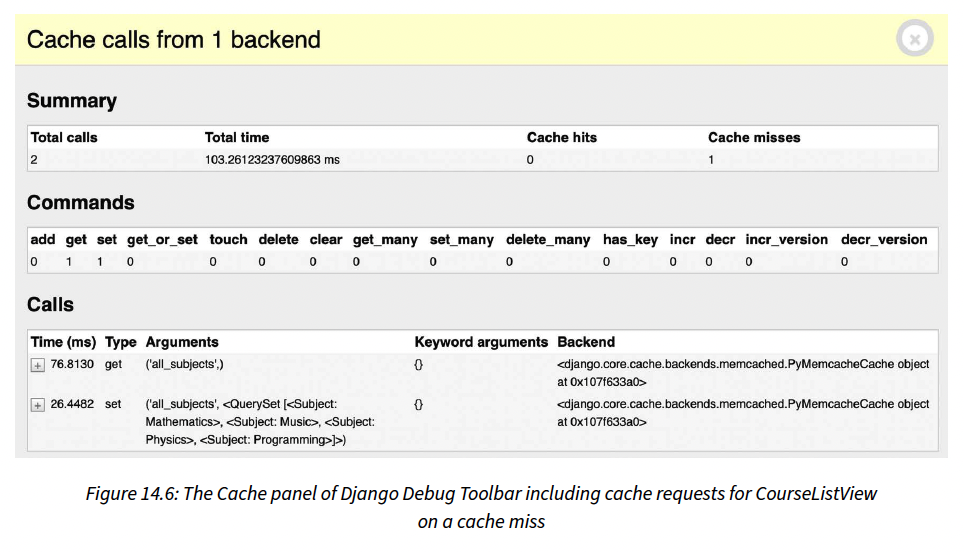 Cache calls from 1 backend
Summary
Total calls Total time Cache hits Cache misses
2 103.26123237609863 ms 0 1
Commands
add get set get_or_set touch delete clear get_many set_many delete_many has_key incr decr incr_version decr_version
0 1 1 0 0 0 0 0 0 0 0 0 0 0 0
Calls
Time (ms) Type Arguments Keyword arguments Backend
+ 76.8130 get ('all_subjects',) {} <django.core.cache.backends.memcached.PyMemcacheCache object
at 0x107f633a0>
+ 26.4482 set ('all_subjects', <QuerySet [<Subject: {} <django.core.cache.backends.memcached.PyMemcacheCache object
Mathematics>, <Subject: Music>, <Subject: at 0x107f633a0>
Physics>, <Subject: Programming>]>)
Figure 14.6: The Cache panel of Django Debug Toolbar including cache requests for CourseListView
on a cache miss